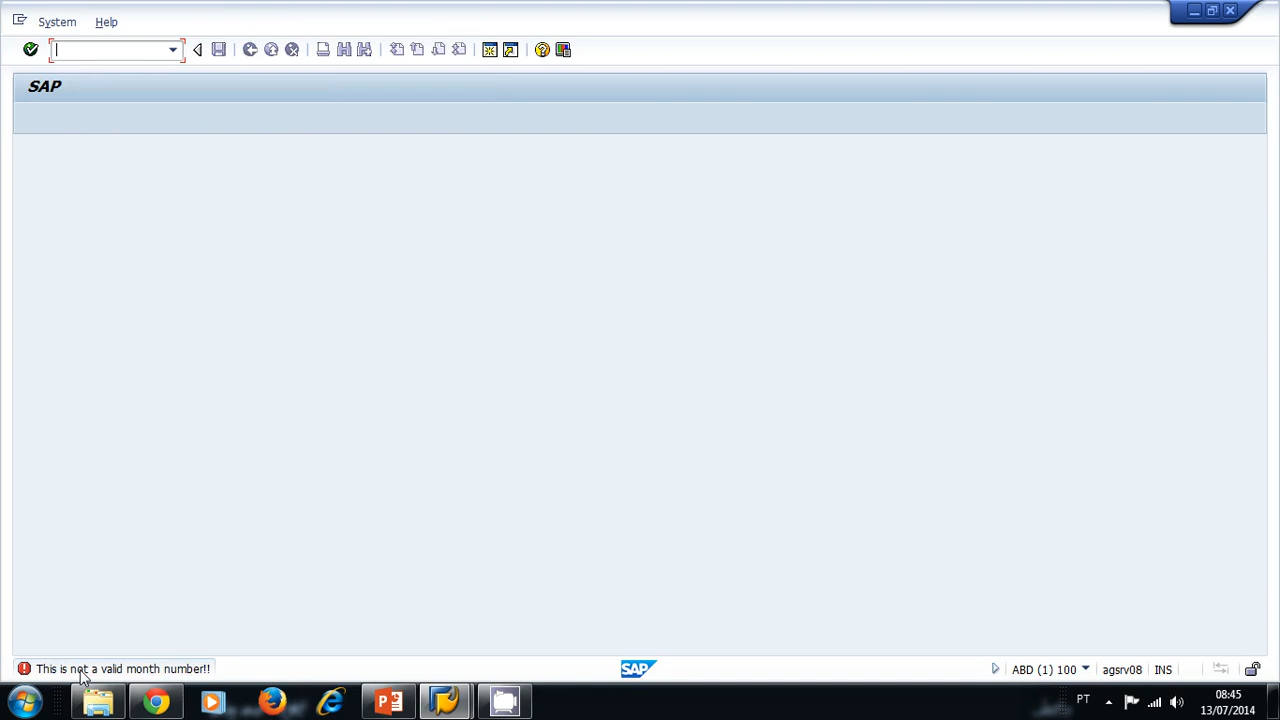 System Help
SAP
This is not a valid month number!!
SAP
ABD (1) 100
agsrv08
INS
PT
08:45
13/07/2014